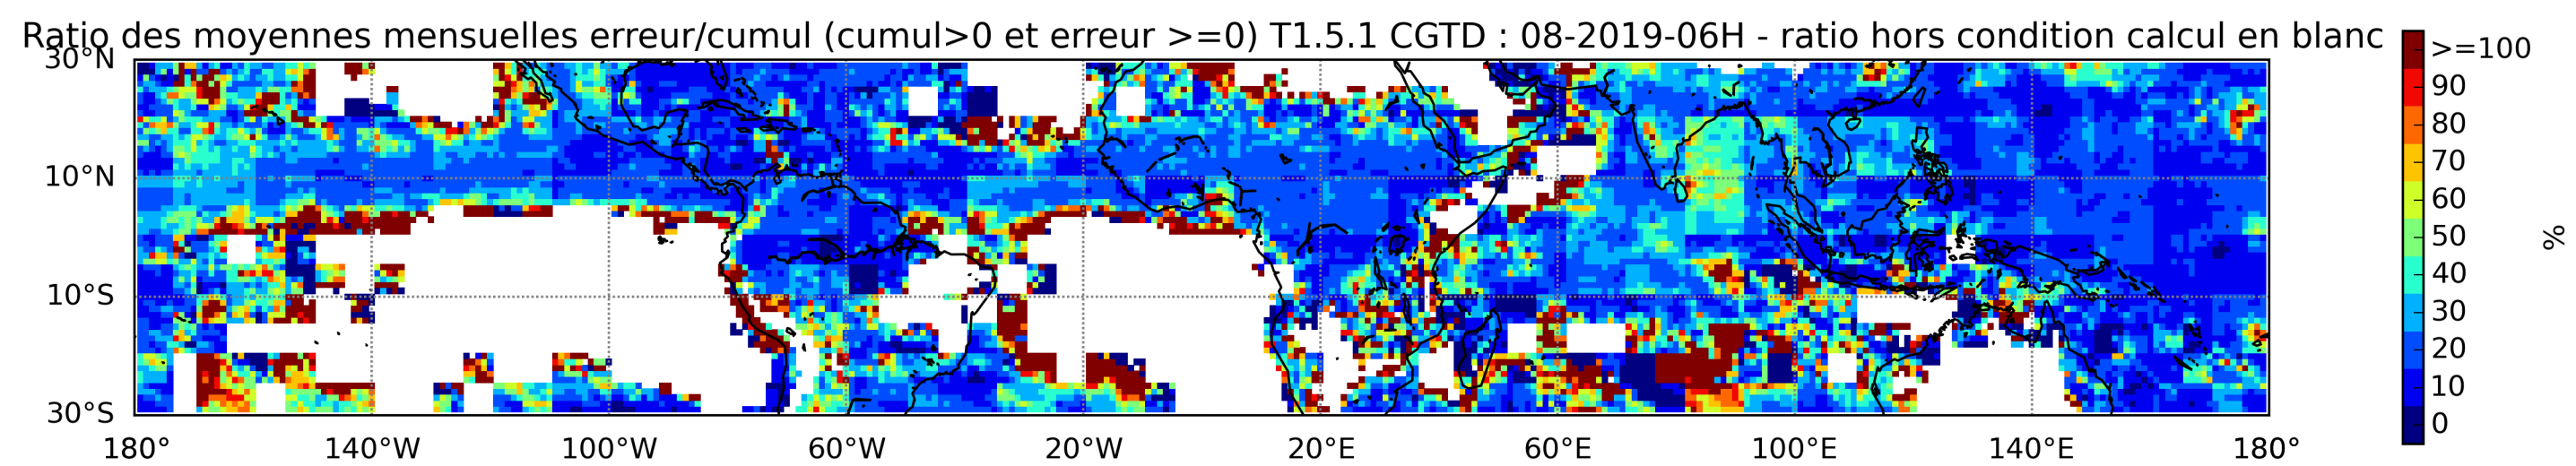 Ratio des moyennes mensuelles erreur/cumul (cumul>0 et erreur >=0) T1.5.1 CGTD : 08-2019-06H - ratio hors condition calcul en blanc
30°N
10°N
10°S
30°S
180° 140°W 100°W 60°W 20°W 20°E 60°E 100°E 140°E 180°
>=100
90
80
70
60
50
40
30
20
10
0
%